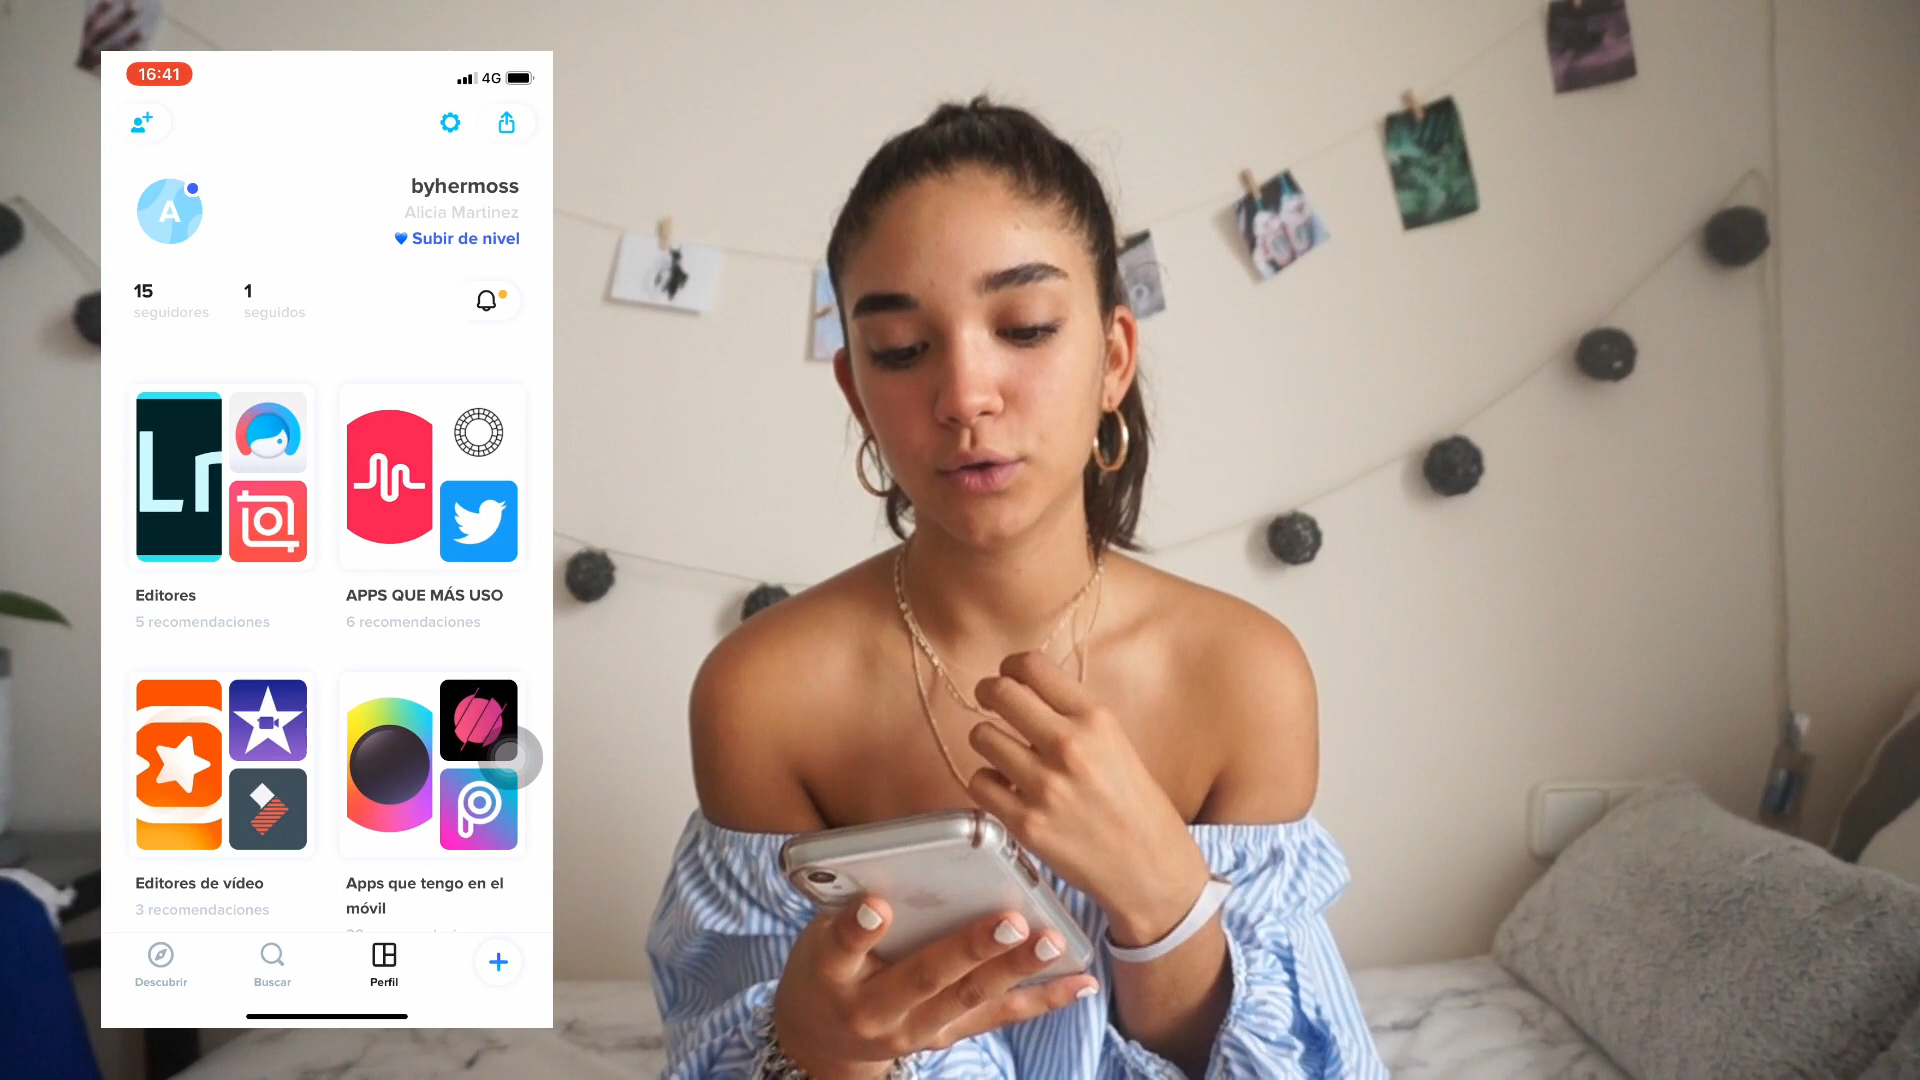 16:41
4G
byhermoss
A
Alicia Martinez
💙 Subir de nivel
15
1
seguidores
seguidos
Lr
Editores
APPS QUE MÁS USO
5 recomendaciones
6 recomendaciones
Editores de vídeo
Apps que tengo en el
móvil
3 recomendaciones
Descubrir
Buscar
Perfil